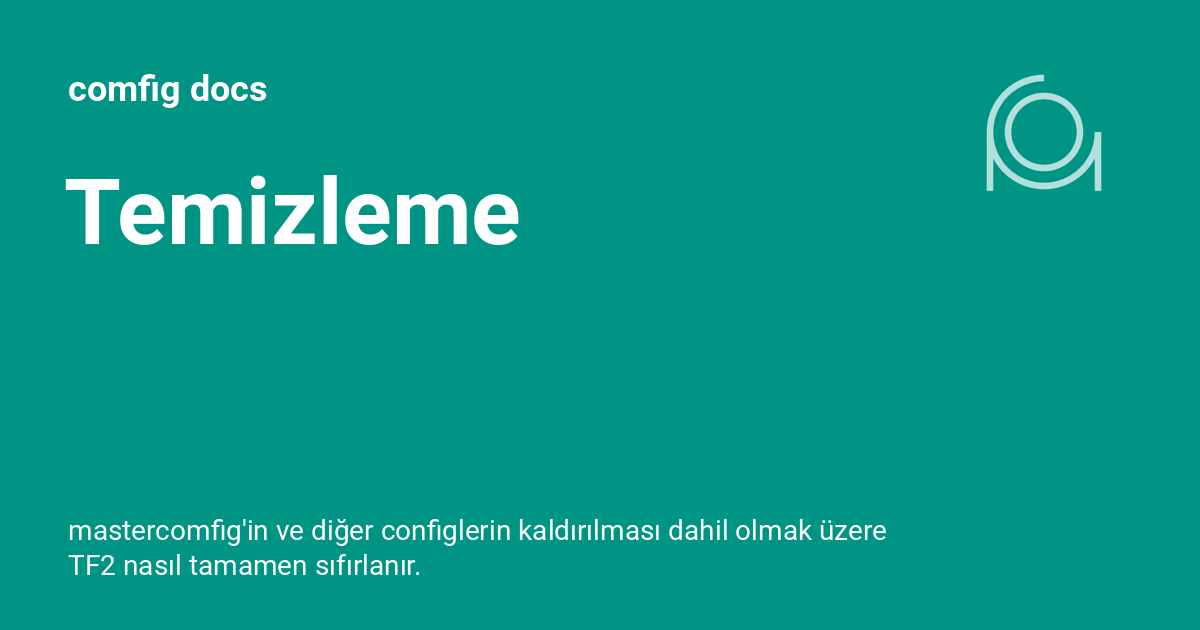 comfig docs
Temizleme
mastercomfig'in ve diğer configlerin kaldırılması dahil olmak üzere
TF2 nasıl tamamen sıfırlanır.